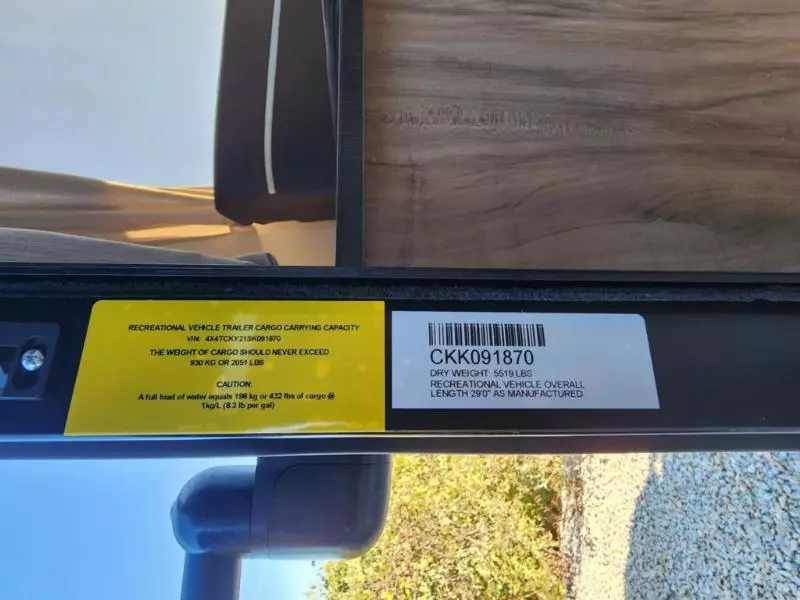 RECREATIONAL VEHICLE TRAILER CARGO CARRYING CAPACITY
VIN: 4X4TCKY21SK091870
THE WEIGHT OF CARGO SHOULD NEVER EXCEED
930 KG OR 2051 LBS
CAUTION:
A full load of water equals 196 kg or 432 lbs of cargo @
1kg/L (8.3 lb per gal)
CKK091870
DRY WEIGHT: 5519 LBS
RECREATIONAL VEHICLE OVERALL
LENGTH 29'0" AS MANUFACTURED